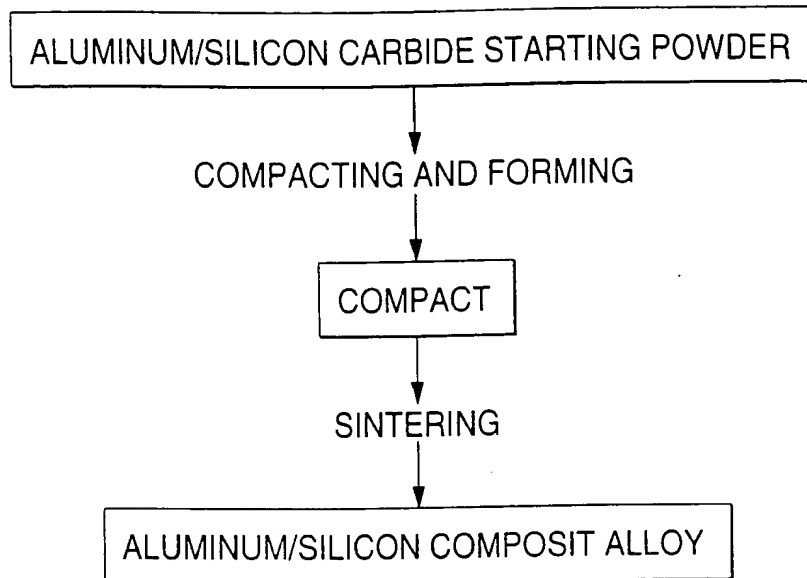 ALUMINUM/SILICON CARBIDE STARTING POWDER
COMPACTING AND FORMING
COMPACT
SINTERING
ALUMINUM/SILICON COMPOSIT ALLOY